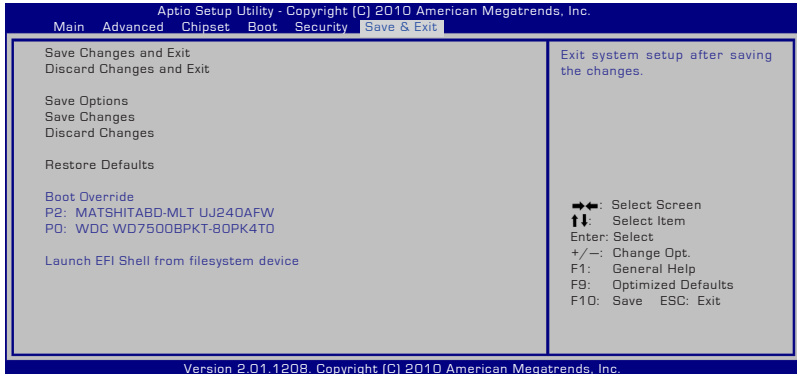 Aptio Setup Utility - Copyright (C) 2010 American Megatrends, Inc.
Main Advanced Chipset Boot Security Save & Exit
Save Changes and Exit
Discard Changes and Exit
Save Options
Save Changes
Discard Changes
Restore Defaults
Boot Override
P2: MATSHITABD-MLT UJ240AFW
P0: WDC WD7500BPKT-80PK4T0
Launch EFI Shell from filesystem device
Exit system setup after saving
the changes.
→←: Select Screen
↑↓: Select Item
Enter: Select
+/—: Change Opt.
F1: General Help
F9: Optimized Defaults
F10: Save ESC: Exit
Version 2.01.1208. Copyright (C) 2010 American Megatrends, Inc.